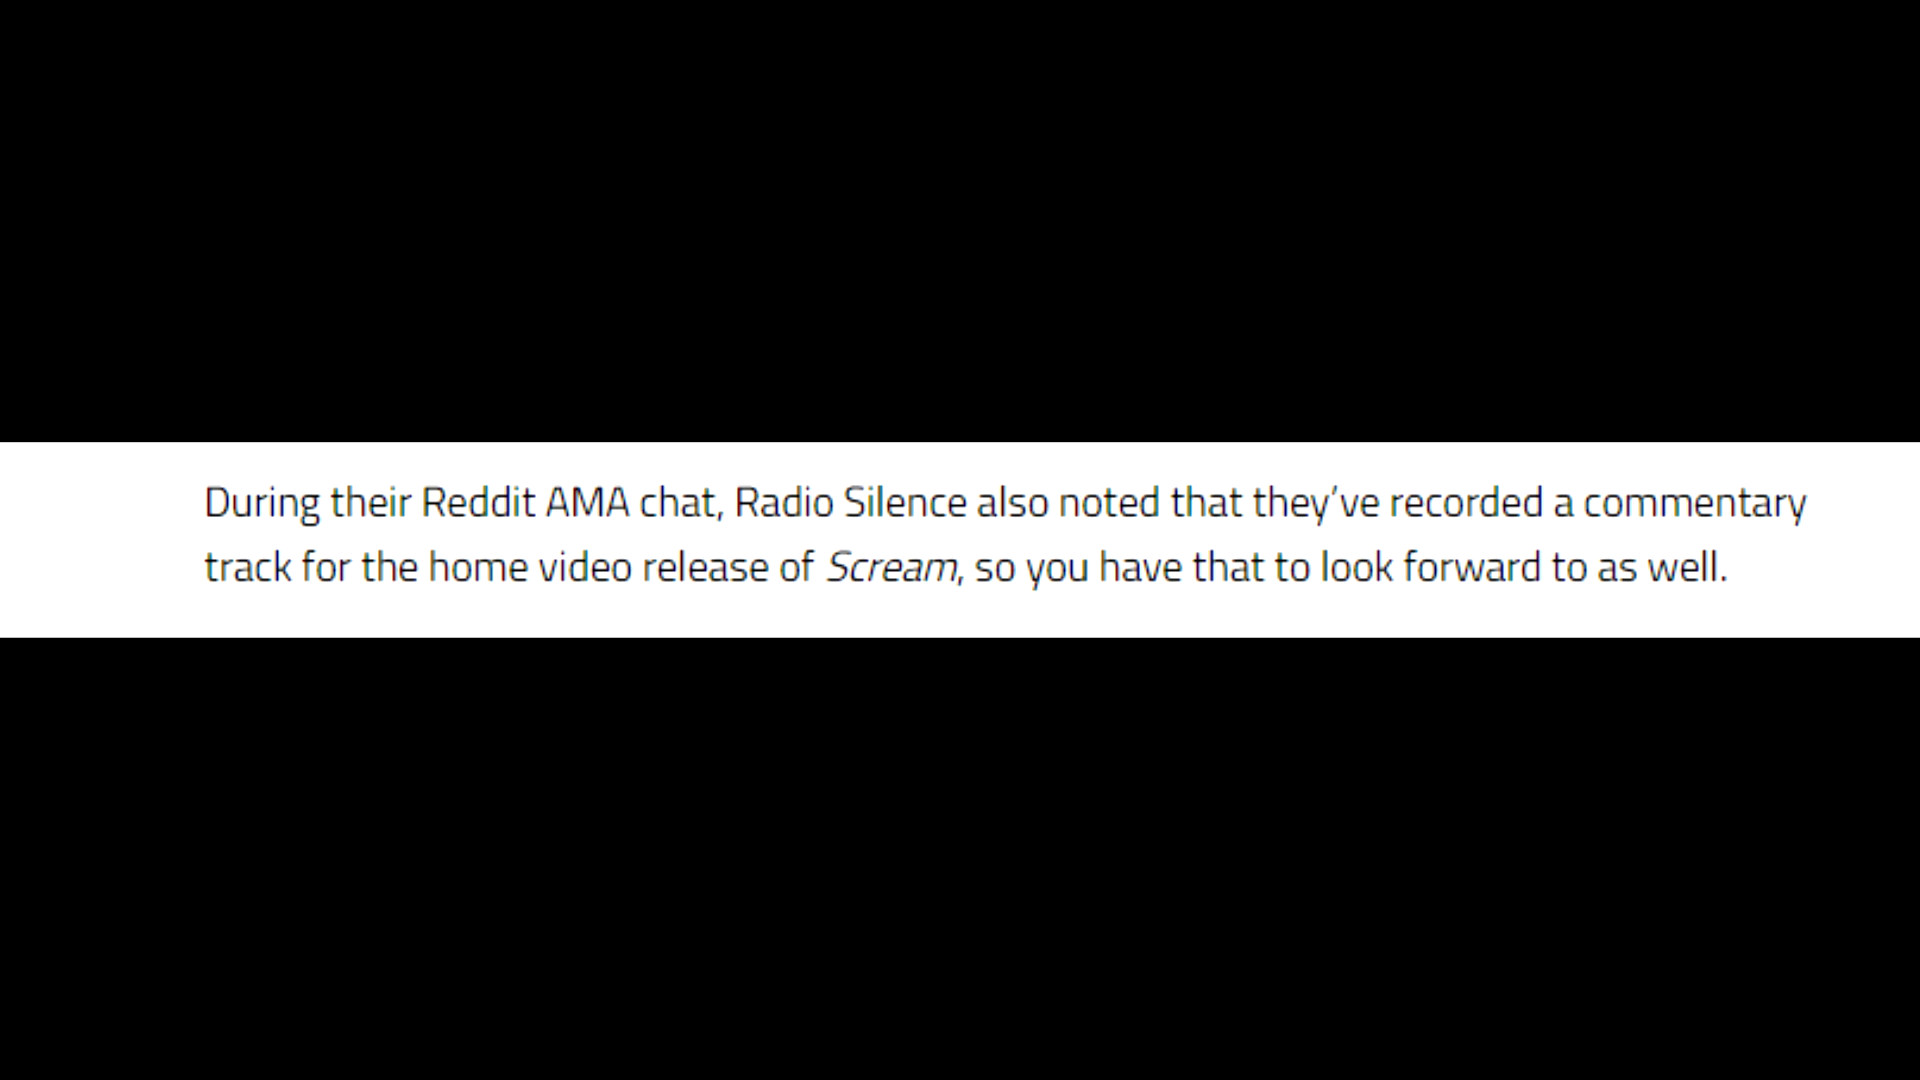 During their Reddit AMA chat, Radio Silence also noted that they’ve recorded a commentary
track for the home video release of Scream, so you have that to look forward to as well.